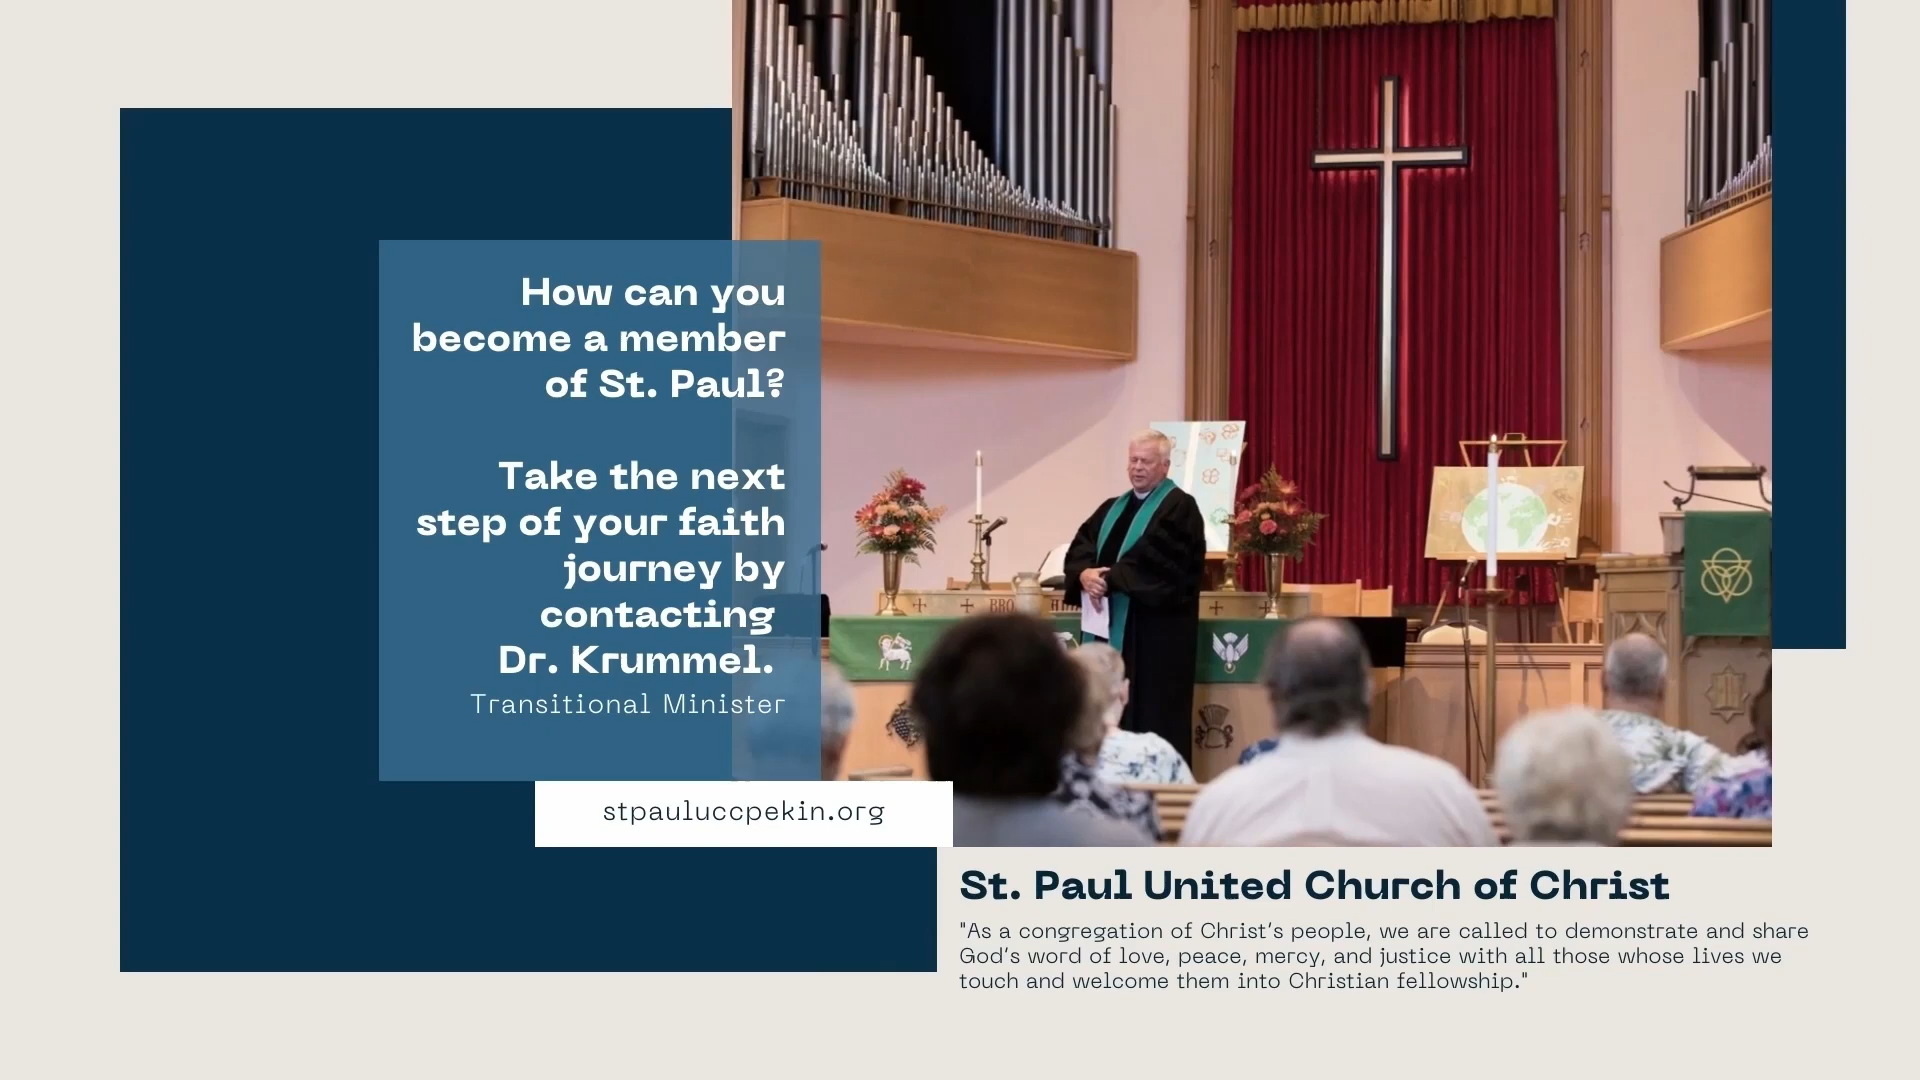 How can you
become a member
of St. Paul?
Take the next
step of your faith
journey by
contacting
Dr. Krummel.
Transitional Minister
stpauluccpekin.org
St. Paul United Church of Christ
"As a congregation of Christ's people, we are called to demonstrate and share
God's word of love, peace, mercy, and justice with all those whose lives we
touch and welcome them into Christian fellowship."